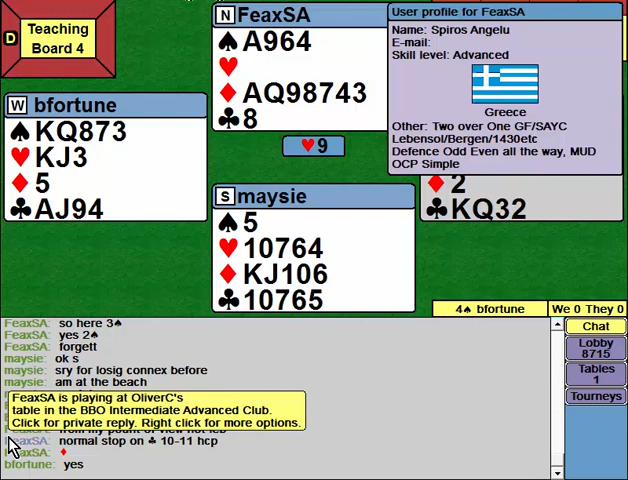 D
Teaching
Board 4
N FeaxSA
♠ A964
♥
♦ AQ98743
♣ 8
User profile for FeaxSA
Name: Spiros Angelu
E-mail:
Skill level: Advanced
Greece
Other: Two over One GF/SAYC
Lebensol/Bergen/1430etc
Defence Odd Even all the way, MUD
OCP Simple
W bfortune
♠ KQ873
♥ KJ3
♦ 5
♣ AJ94
♥9
♦ 2
♣ KQ32
S maysie
♠ 5
♥ 10764
♦ KJ106
♣ 10765
4♠ bfortune
We 0 They 0
FeaxSA: so here 3♠
FeaxSA: yes 2♠
FeaxSA: forgett
maysie: ok s
maysie: sry for losig connex before
maysie: am at the beach
FeaxSA is playing at OliverC's
table in the BBO Intermediate Advanced Club.
Click for private reply. Right click for more options.
FeaxSA: normal stop on ♣ 10-11 hcp
FeaxSA: ♦
bfortune: yes
Chat
Lobby
8715
Tables
1
Tourneys